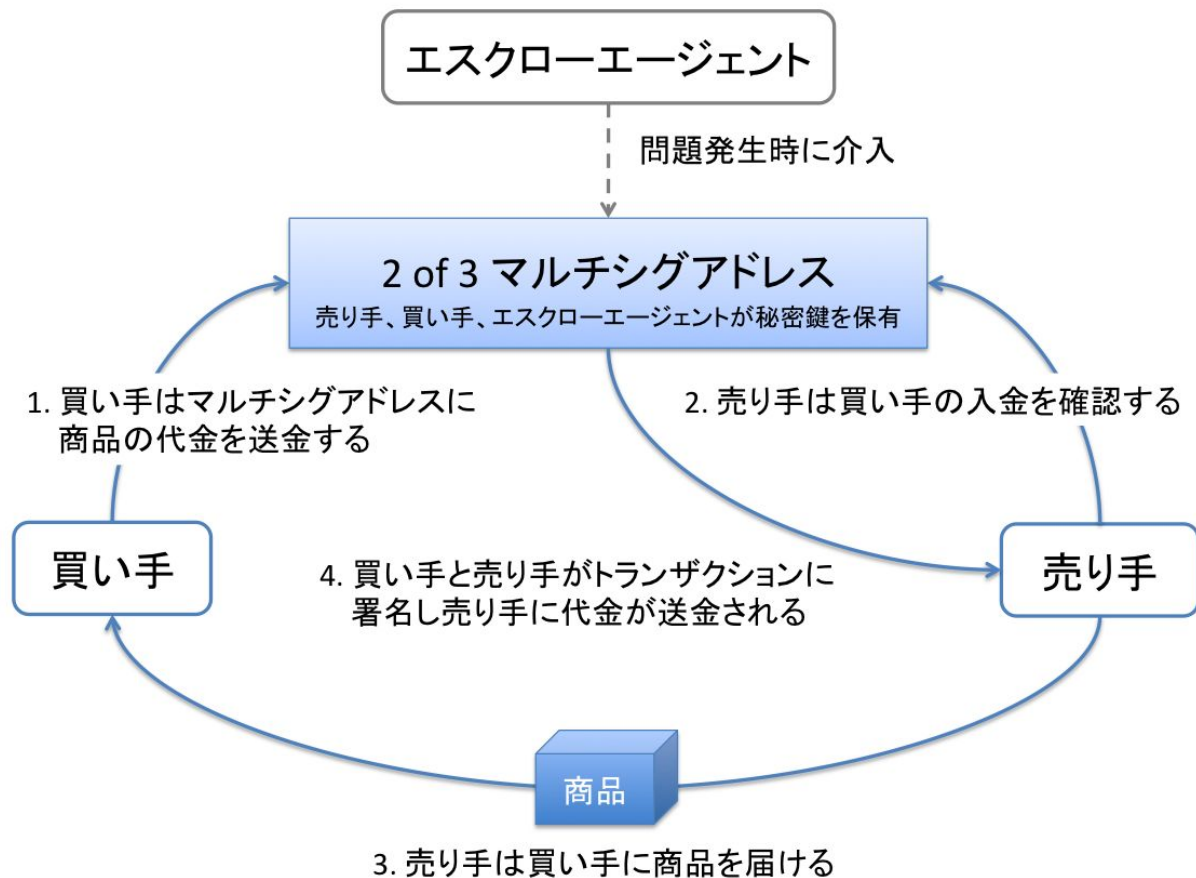 エスクローエージェント
問題発生時に介入
2 of 3 マルチシグアドレス
売り手、買い手、エスクローエージェントが秘密鍵を保有
1. 買い手はマルチシグアドレスに
商品の代金を送金する
2. 売り手は買い手の入金を確認する
買い手
売り手
4. 買い手と売り手がトランザクションに
署名し売り手に代金が送金される
商品
3. 売り手は買い手に商品を届ける